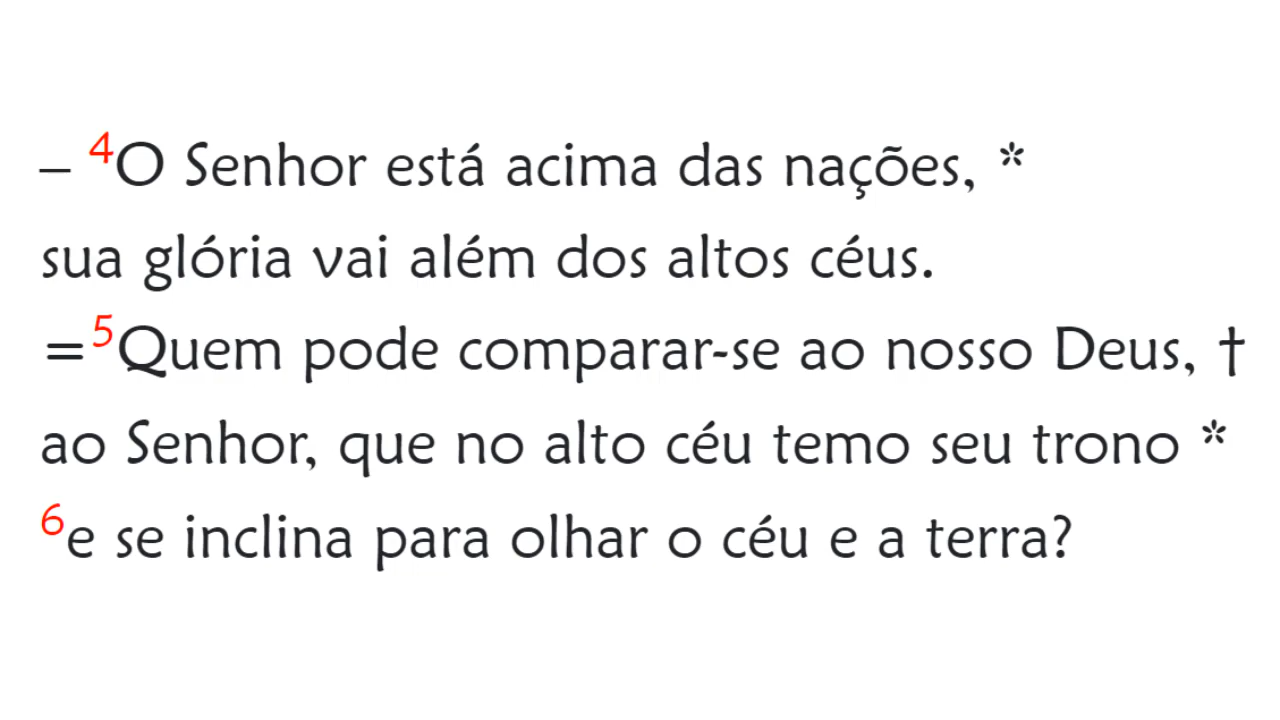 – ⁴O Senhor está acima das nações, *
sua glória vai além dos altos céus.
=⁵Quem pode comparar-se ao nosso Deus, †
ao Senhor, que no alto céu temo seu trono *
⁶e se inclina para olhar o céu e a terra?